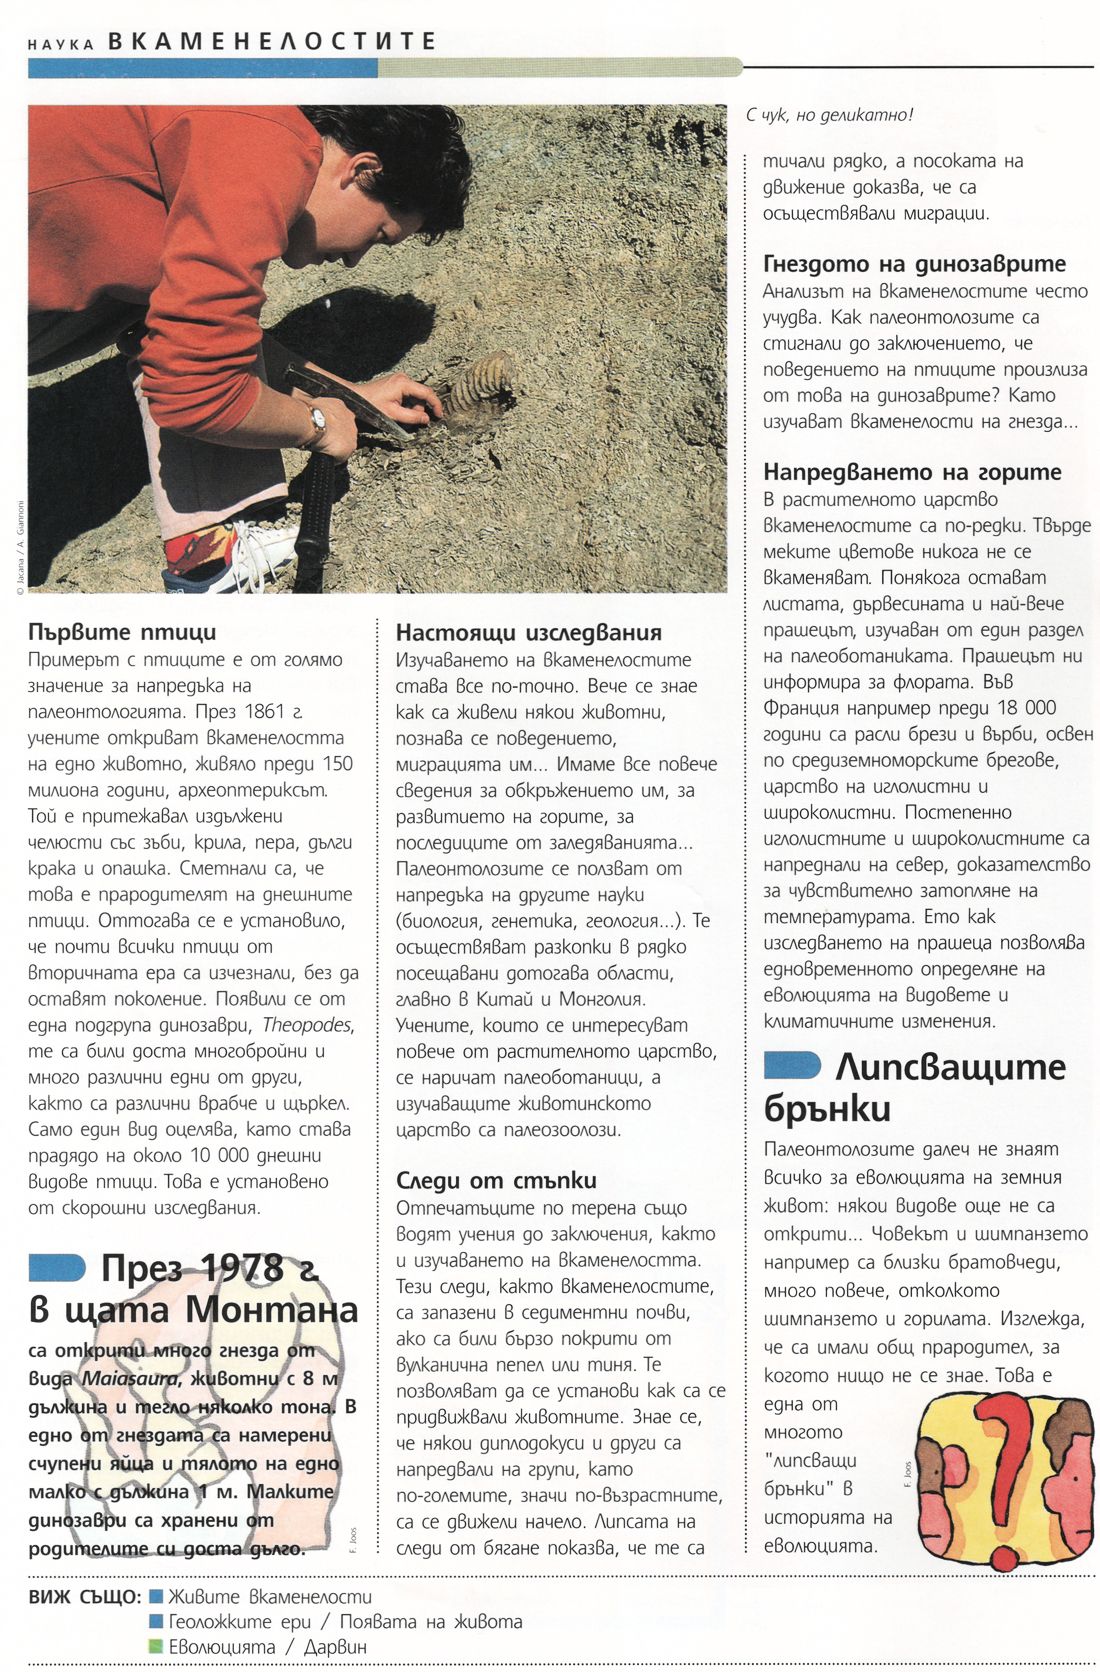 НАУКА ВКАМЕНЕЛОСТИТЕ
С чук, но деликатно!
© Jacana / A. Giannoni
Първите птици
Примерът с птиците е от голямо
значение за напредъка на
палеонтологията. През 1861 г.
учените откриват вкаменелостта
на едно животно, живяло преди 150
милиона години, археоптериксът.
Той е притежавал издължени
челюсти със зъби, крила, пера, дълги
крака и опашка. Сметнали са, че
това е прародителят на днешните
птици. Оттогава се е установило,
че почти всички птици от
вторичната ера са изчезнали, без да
оставят поколение. Появили се от
една подгрупа динозаври, Theopodes,
те са били доста многобройни и
много различни едни от други,
както са различни врабче и щъркел.
Само един вид оцелява, като става
прадядо на около 10 000 днешни
видове птици. Това е установено
от скорошни изследвания.
През 1978 г.
в щата Монтана
са открити много гнезда от
вида Maiasaura, животни с 8 м
дължина и тегло няколко тона. В
едно от гнездата са намерени
счупени яйца и тялото на едно
малко с дължина 1 м. Малките
динозаври са хранени от
родителите си доста дълго.
F. Joos
Настоящи изследвания
Изучаването на вкаменелостите
става все по-точно. Вече се знае
как са живели някои животни,
познава се поведението,
миграцията им... Имаме все повече
сведения за обкръжението им, за
развитието на горите, за
последиците от заледяванията...
Палеонтолозите се ползват от
напредъка на другите науки
(биология, генетика, геология...). Те
осъществяват разкопки в рядко
посещавани дотогава области,
главно в Китай и Монголия.
Учените, които се интересуват
повече от растителното царство,
се наричат палеоботаници, а
изучаващите животинското
царство са палеозоолози.
Следи от стъпки
Отпечатъците по терена също
водят учения до заключения, както
и изучаването на вкаменелостта.
Тези следи, както вкаменелостите,
са запазени в седиментни почви,
ако са били бързо покрити от
вулканична пепел или тиня. Те
позволяват да се установи как са се
придвижвали животните. Знае се,
че някои диплодокуси и други са
напредвали на групи, като
по-големите, значи по-възрастните,
са се движели начело. Липсата на
следи от бягане показва, че те са
тичали рядко, а посоката на
движение доказва, че са
осъществявали миграции.
Гнездото на динозаврите
Анализът на вкаменелостите често
учудва. Как палеонтолозите са
стигнали до заключението, че
поведението на птиците произлиза
от това на динозаврите? Като
изучават вкаменелости на гнезда...
Напредването на горите
В растителното царство
вкаменелостите са по-редки. Твърде
меките цветове никога не се
вкаменяват. Понякога остават
листата, дървесината и най-вече
прашецът, изучаван от един раздел
на палеоботаниката. Прашецът ни
информира за флората. Във
Франция например преди 18 000
години са расли брези и върби, освен
по средиземноморските брегове,
царство на иглолистни и
широколистни. Постепенно
иглолистните и широколистните са
напреднали на север, доказателство
за чувствително затопляне на
температурата. Ето как
изследването на прашеца позволява
едновременното определяне на
еволюцията на видовете и
климатичните изменения.
Липсващите
брънки
Палеонтолозите далеч не знаят
всичко за еволюцията на земния
живот: някои видове още не са
открити... Човекът и шимпанзето
например са близки братовчеди,
много повече, отколкото
шимпанзето и горилата. Изглежда,
че са имали общ прародител, за
когото нищо не се знае. Това е
една от
многото
"липсващи
брънки" в
историята на
еволюцията.
F. Joos
ВИЖ СЪЩО: Живите вкаменелости
Геоложките ери / Появата на живота
Еволюцията / Дарвин